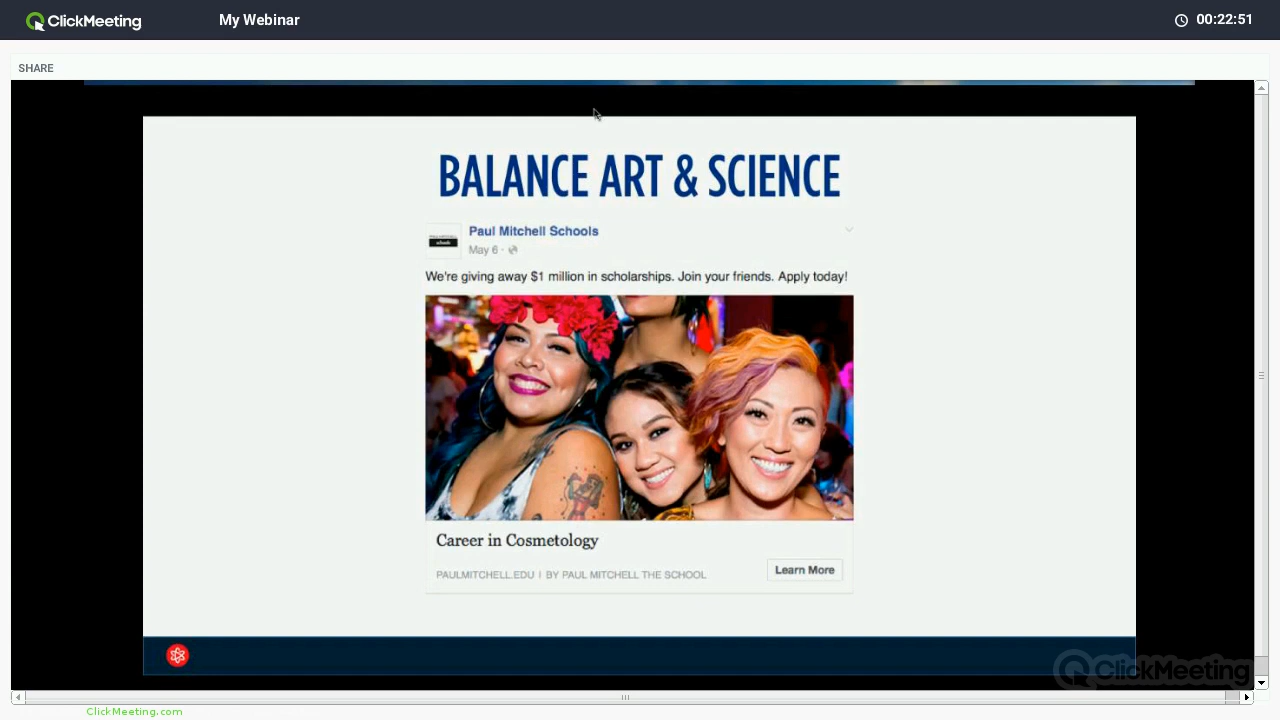 ClickMeeting
My Webinar
00:22:51
SHARE
BALANCE ART & SCIENCE
Paul Mitchell Schools
May 6 ·
We're giving away $1 million in scholarships. Join your friends. Apply today!
Career in Cosmetology
PAULMITCHELL.EDU | BY PAUL MITCHELL THE SCHOOL
Learn More
ClickMeeting
ClickMeeting.com